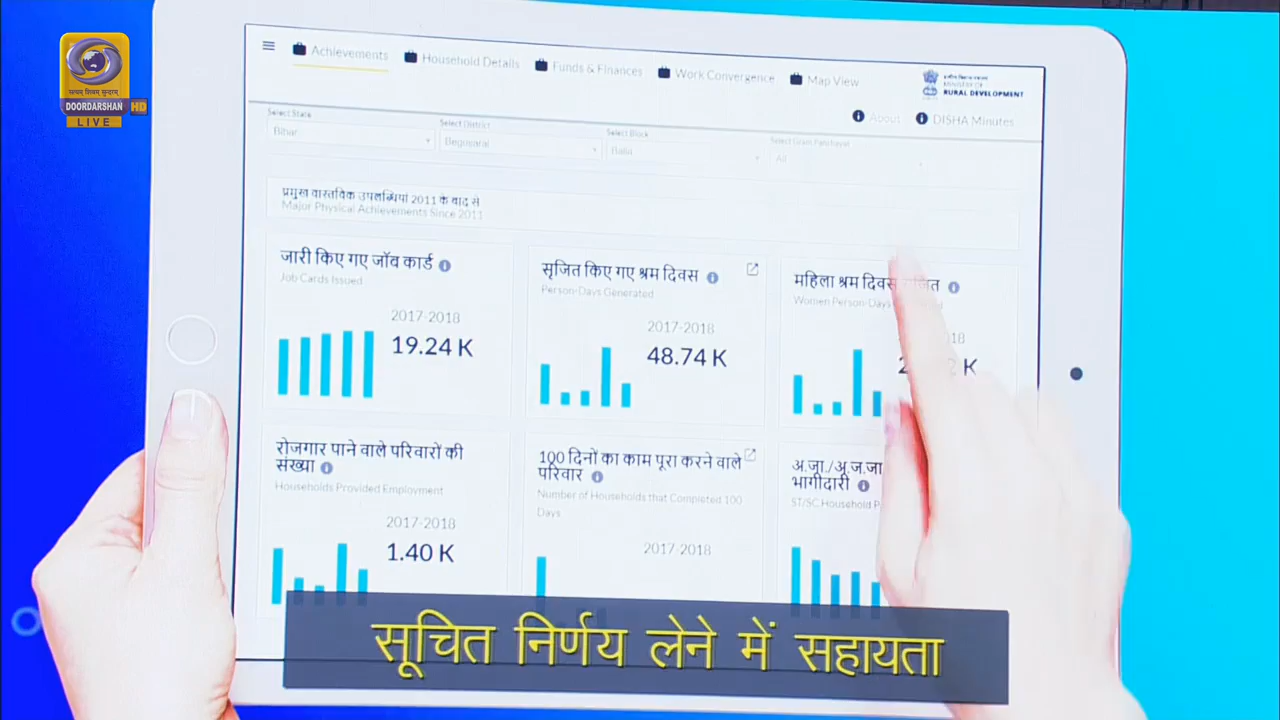 सत्यम् शिवम् सुन्दरम्
DOORDARSHAN HD
LIVE
Achievements
Household Details
Funds & Finances
Work Convergence
Map View
MINISTRY OF
RURAL DEVELOPMENT
About
DISHA Minutes
Select State
Select District
Select Block
Select Gram Panchayat
Bihar
Begusarai
Balia
All
प्रमुख वास्तविक उपलब्धियां 2011 के बाद से
Major Physical Achievements Since 2011
जारी किए गए जॉव कार्ड
Job Cards Issued
2017-2018
19.24 K
सृजित किए गए श्रम दिवस
Person-Days Generated
2017-2018
48.74 K
महिला श्रम दिवस
Women Person-Days
18
K
रोजगार पाने वाले परिवारों की
संख्या
Households Provided Employment
2017-2018
1.40 K
100 दिनों का काम पूरा करने वाले
परिवार
Number of Households that Completed 100
Days
2017-2018
अ.जा./अ.ज.जा
भागीदारी
ST/SC Household P
सूचित निर्णय लेने में सहायता